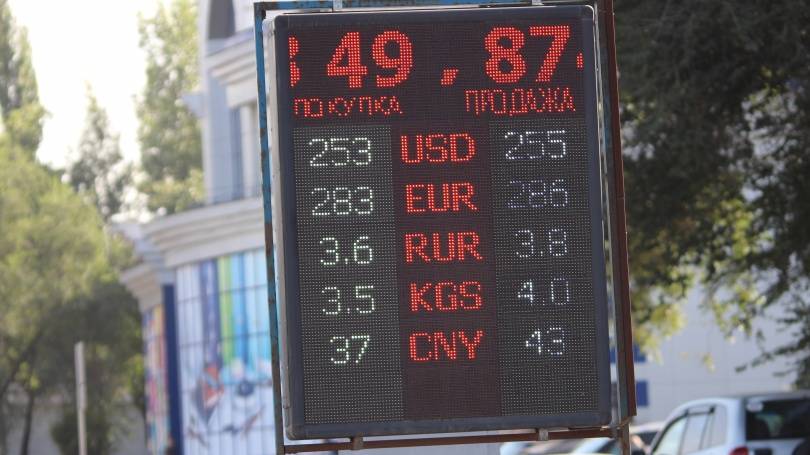 49, 87
ПОКУПКА ПРОДАЖА
253 USD 255
283 EUR 286
3.6 RUR 3.8
3.5 KGS 4.0
37 CNY 43